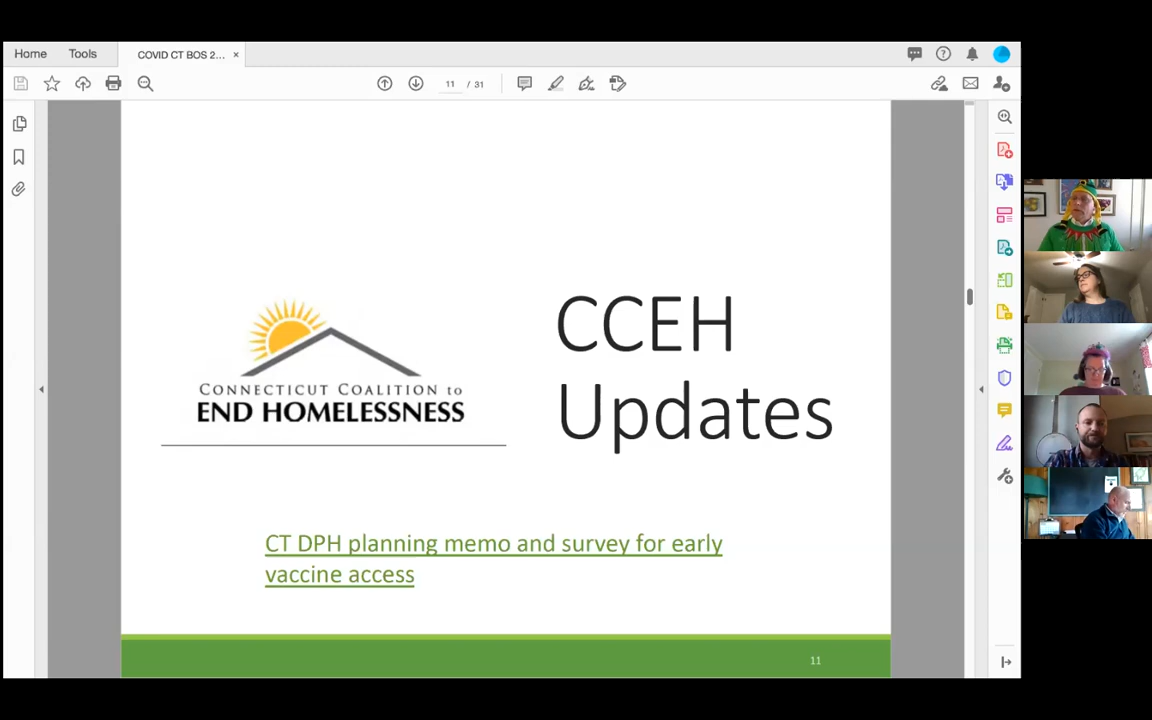 Home
Tools
COVID CT BOS 2... ×
11 / 31
CONNECTICUT COALITION to
END HOMELESSNESS
CCEH
Updates
CT DPH planning memo and survey for early
vaccine access
11